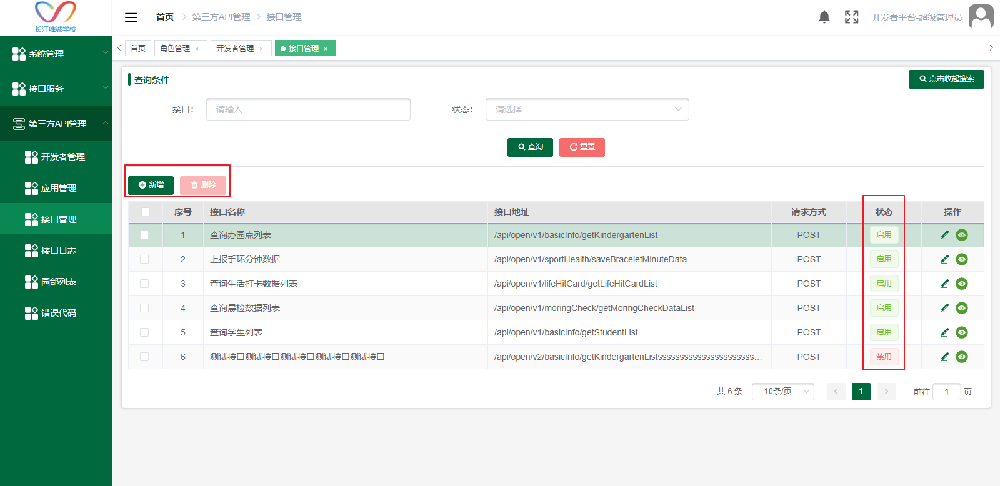 长江唯诚学校
首页 第三方API管理 接口管理
开发者平台-超级管理员
首页 角色管理 × 开发者管理 × 接口管理 ×
系统管理
接口服务
第三方API管理
开发者管理
应用管理
接口管理
接口日志
园部列表
错误代码
查询条件
点击收起搜索
接口: 请输入 状态: 请选择
查询 重置
新增 删除
序号 接口名称 接口地址 请求方式 状态 操作
1 查询办园点列表 /api/open/v1/basicInfo/getKindergartenList POST 启用
2 上报手环分钟数据 /api/open/v1/sportHealth/saveBraceletMinuteData POST 启用
3 查询生活打卡数据列表 /api/open/v1/lifeHitCard/getLifeHitCardList POST 启用
4 查询晨检数据列表 /api/open/v1/moringCheck/getMoringCheckDataList POST 启用
5 查询学生列表 /api/open/v1/basicInfo/getStudentList POST 启用
6 测试接口测试接口测试接口测试接口测试接口 /api/open/v2/basicInfo/getKindergartenListsssssssssssssssssssssss... POST 禁用
共 6 条 10条/页 1 前往 1 页